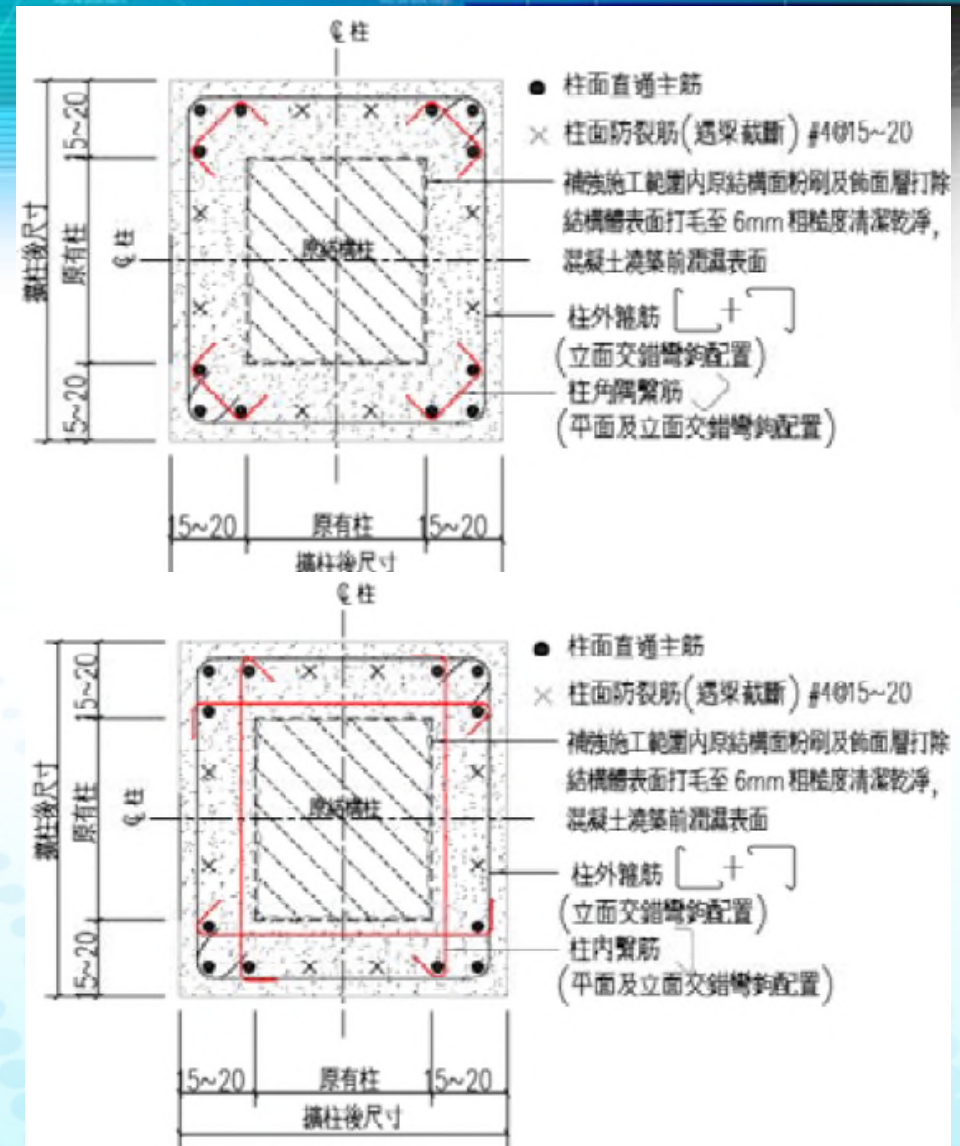 ℄ 柱
15~20
原有柱
15~20
擴柱後尺寸
℄ 柱
原結構柱
● 柱面直通主筋
× 柱面防裂筋(遇梁截斷) #4@15~20
補強施工範圍內原結構面粉刷及飾面層打除
結構體表面打毛至 6mm 粗糙度清潔乾淨,
混凝土澆築前潤濕表面
柱外箍筋 +
(立面交錯彎鉤配置)
柱角隅繫筋
(平面及立面交錯彎鉤配置)
15~20 原有柱 15~20
擴柱後尺寸
℄ 柱
15~20
原有柱
15~20
擴柱後尺寸
℄ 柱
原結構柱
● 柱面直通主筋
× 柱面防裂筋(遇梁截斷) #4@15~20
補強施工範圍內原結構面粉刷及飾面層打除
結構體表面打毛至 6mm 粗糙度清潔乾淨,
混凝土澆築前潤濕表面
柱外箍筋 +
(立面交錯彎鉤配置)
柱內繫筋
(平面及立面交錯彎鉤配置)
15~20 原有柱 15~20
擴柱後尺寸